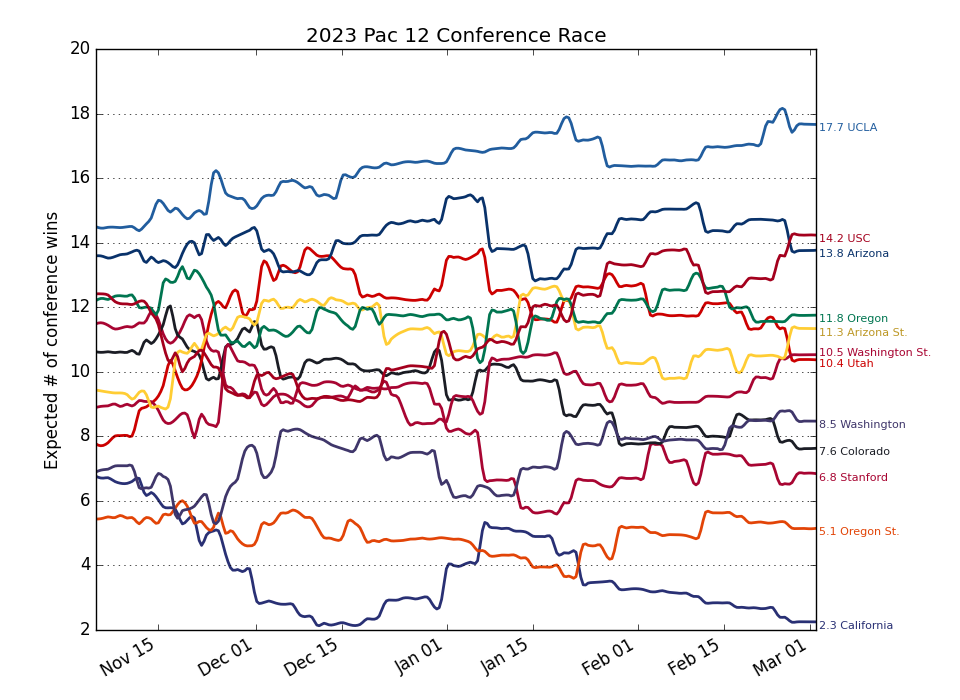 2023 Pac 12 Conference Race
Expected # of conference wins
20
18
16
14
12
10
8
6
4
2
17.7 UCLA
14.2 USC
13.8 Arizona
11.8 Oregon
11.3 Arizona St.
10.5 Washington St.
10.4 Utah
8.5 Washington
7.6 Colorado
6.8 Stanford
5.1 Oregon St.
2.3 California
Nov 15
Dec 01
Dec 15
Jan 01
Jan 15
Feb 01
Feb 15
Mar 01